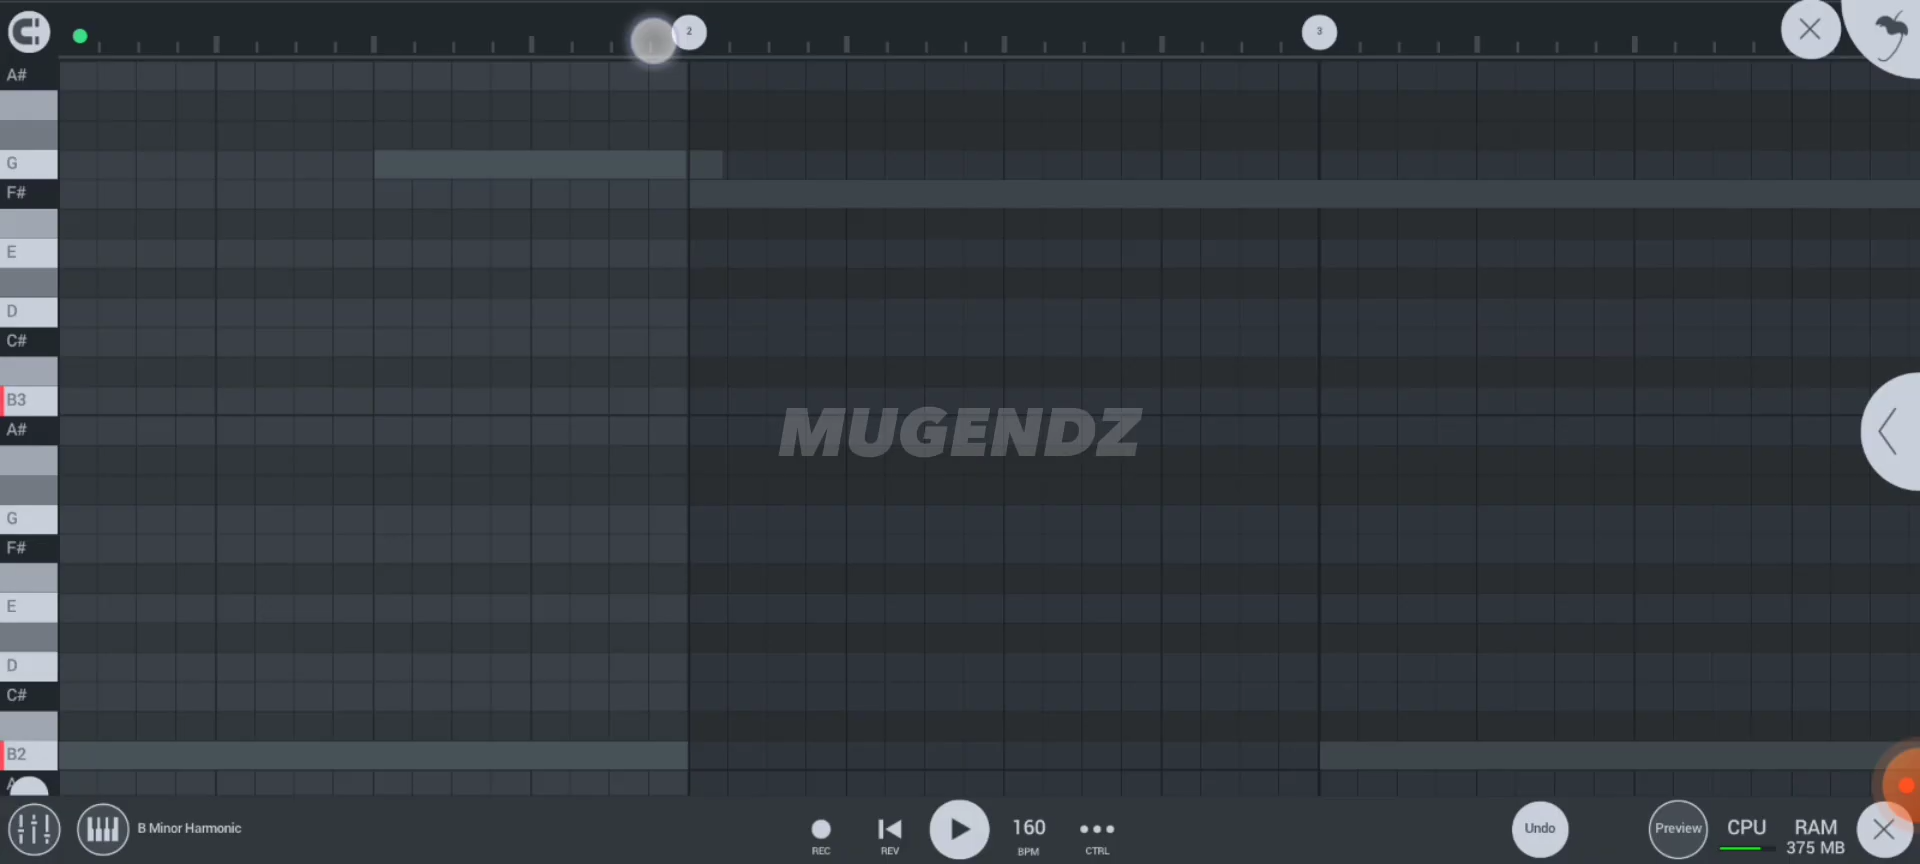 2
3
A#
G
F#
E
D
C#
B3
A#
G
F#
E
D
C#
B2
A
MUGENDZ
B Minor Harmonic
REC
REV
160
BPM
CTRL
Undo
Preview
CPU
RAM
375 MB